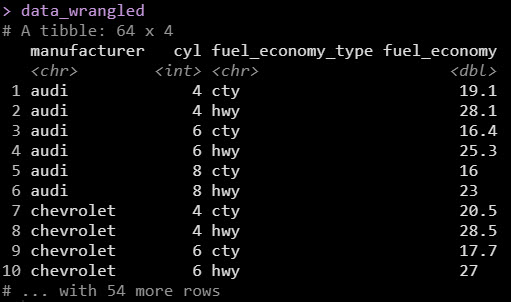 > data_wrangled
# A tibble: 64 x 4
manufacturer cyl fuel_economy_type fuel_economy
<chr> <int> <chr> <dbl>
1 audi 4 cty 19.1
2 audi 4 hwy 28.1
3 audi 6 cty 16.4
4 audi 6 hwy 25.3
5 audi 8 cty 16
6 audi 8 hwy 23
7 chevrolet 4 cty 20.5
8 chevrolet 4 hwy 28.5
9 chevrolet 6 cty 17.7
10 chevrolet 6 hwy 27
# ... with 54 more rows